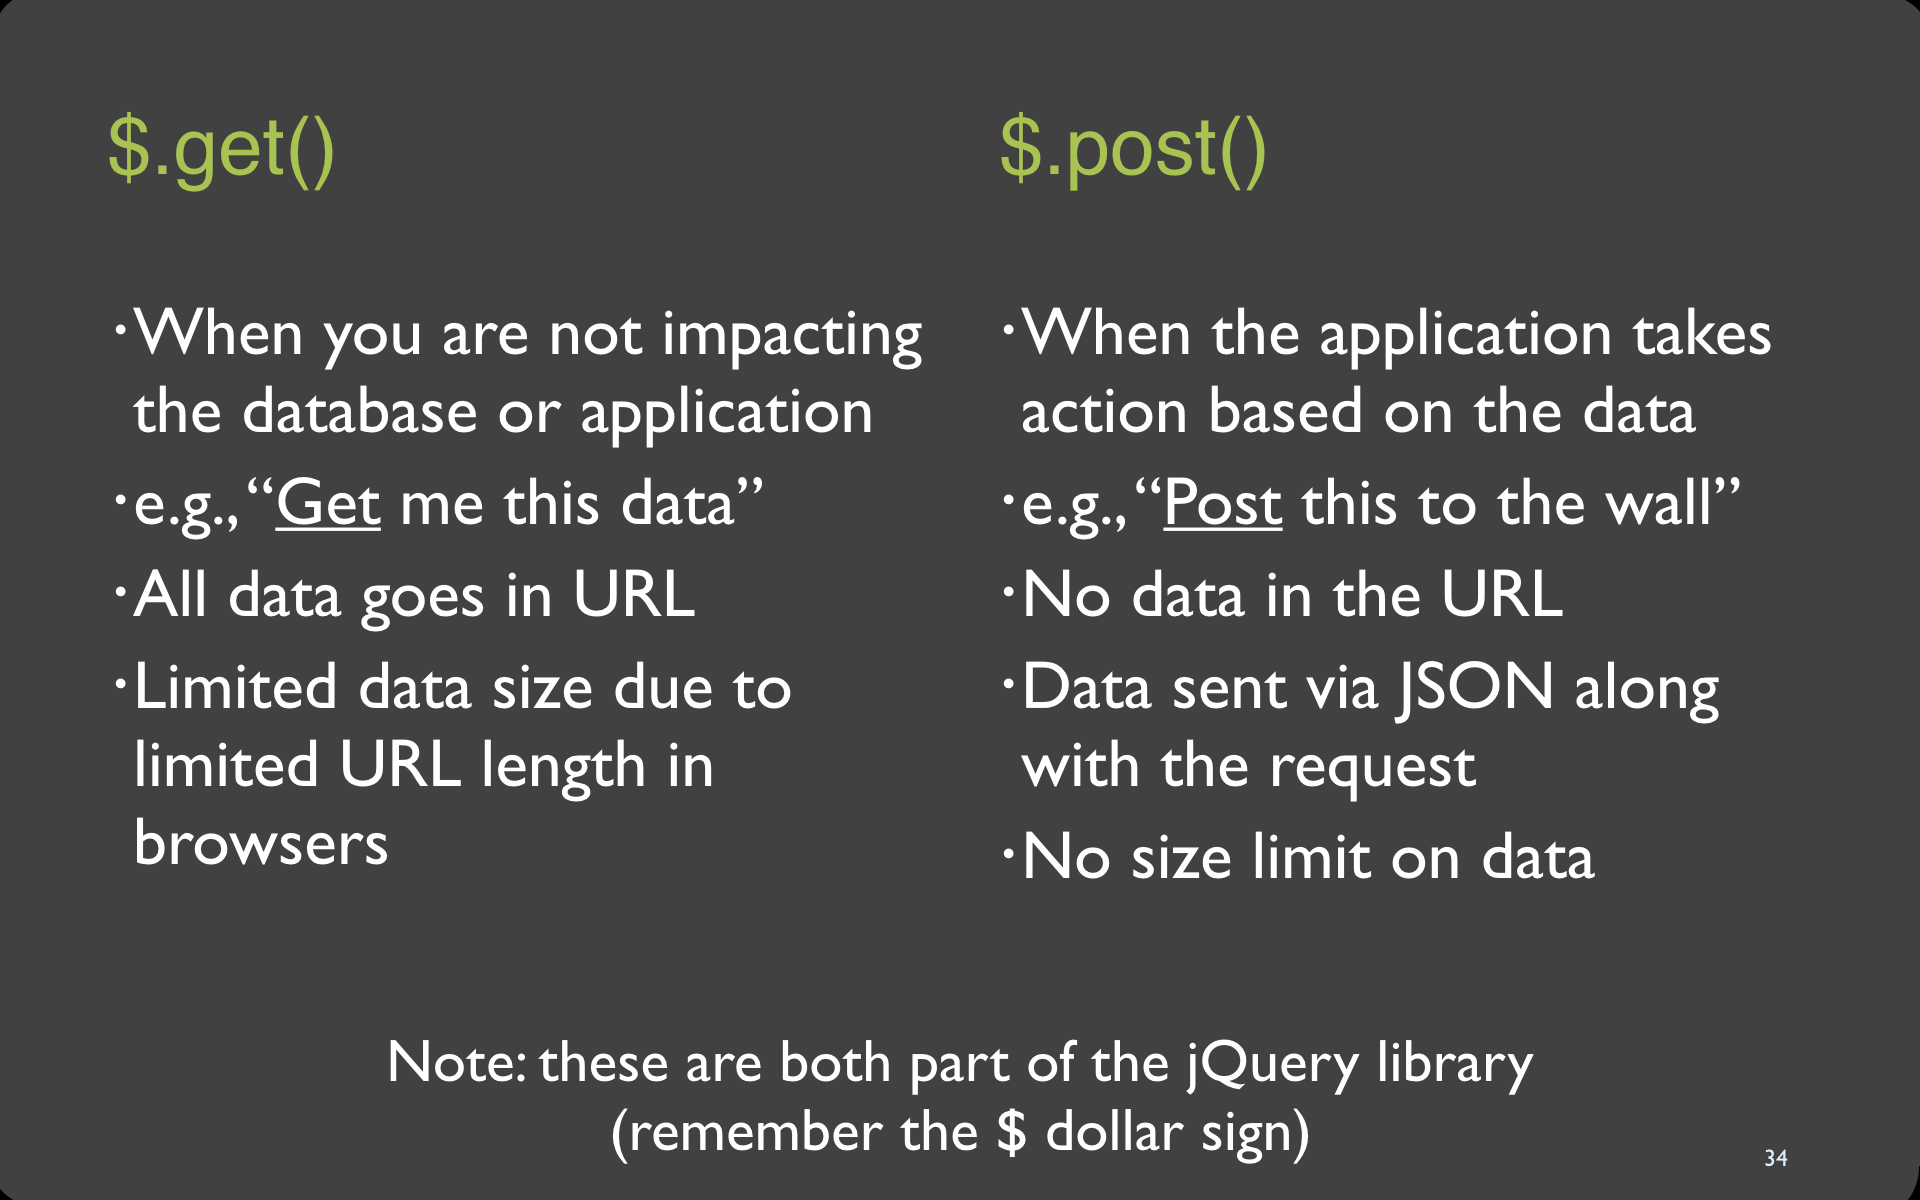 $.get()
·When you are not impacting
the database or application
·e.g., “Get me this data”
·All data goes in URL
·Limited data size due to
limited URL length in
browsers
$.post()
·When the application takes
action based on the data
·e.g., “Post this to the wall”
·No data in the URL
·Data sent via JSON along
with the request
·No size limit on data
Note: these are both part of the jQuery library
(remember the $ dollar sign)
34